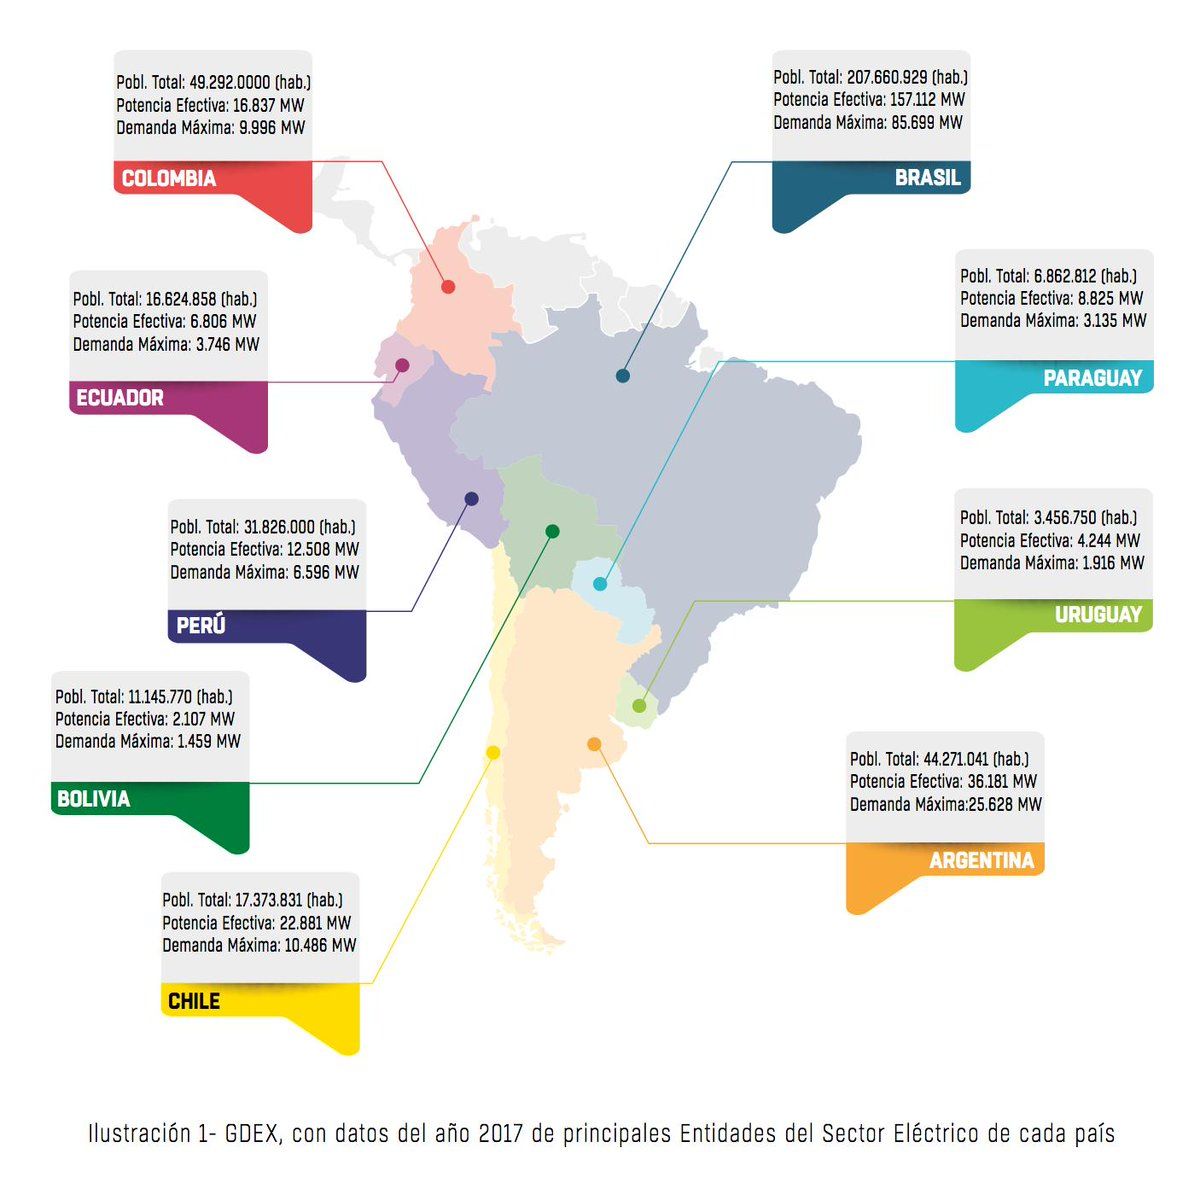 Pobl. Total: 49.292.0000 (hab.)
Potencia Efectiva: 16.837 MW
Demanda Máxima: 9.996 MW
COLOMBIA
Pobl. Total: 207.660.929 (hab.)
Potencia Efectiva: 157.112 MW
Demanda Máxima: 85.699 MW
BRASIL
Pobl. Total: 16.624.858 (hab.)
Potencia Efectiva: 6.806 MW
Demanda Máxima: 3.746 MW
ECUADOR
Pobl. Total: 6.862.812 (hab.)
Potencia Efectiva: 8.825 MW
Demanda Máxima: 3.135 MW
PARAGUAY
Pobl. Total: 31.826.000 (hab.)
Potencia Efectiva: 12.508 MW
Demanda Máxima: 6.596 MW
PERÚ
Pobl. Total: 3.456.750 (hab.)
Potencia Efectiva: 4.244 MW
Demanda Máxima: 1.916 MW
URUGUAY
Pobl. Total: 11.145.770 (hab.)
Potencia Efectiva: 2.107 MW
Demanda Máxima: 1.459 MW
BOLIVIA
Pobl. Total: 44.271.041 (hab.)
Potencia Efectiva: 36.181 MW
Demanda Máxima:25.628 MW
ARGENTINA
Pobl. Total: 17.373.831 (hab.)
Potencia Efectiva: 22.881 MW
Demanda Máxima: 10.486 MW
CHILE
Ilustración 1- GDEX, con datos del año 2017 de principales Entidades del Sector Eléctrico de cada país